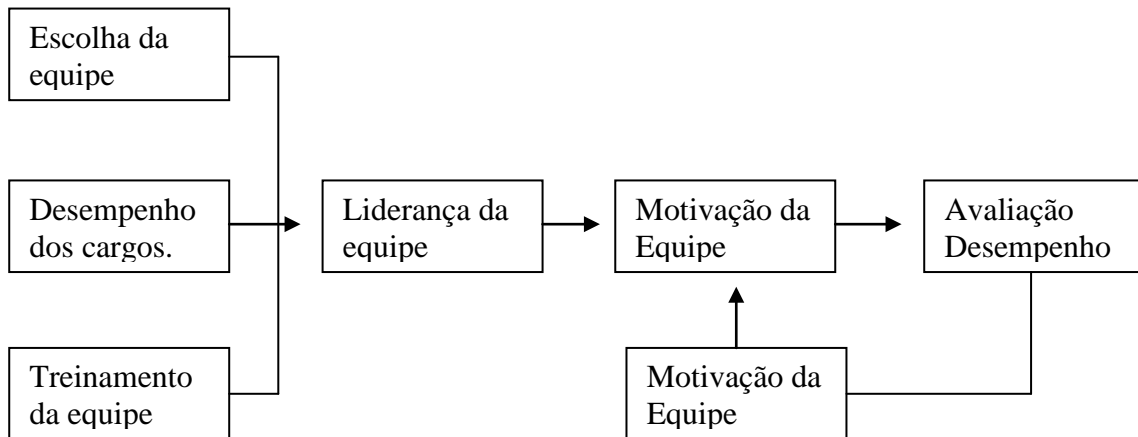 Escolha da
equipe
Desempenho
dos cargos.
Liderança da
equipe
Motivação da
Equipe
Avaliação
Desempenho
Treinamento
da equipe
Motivação da
Equipe